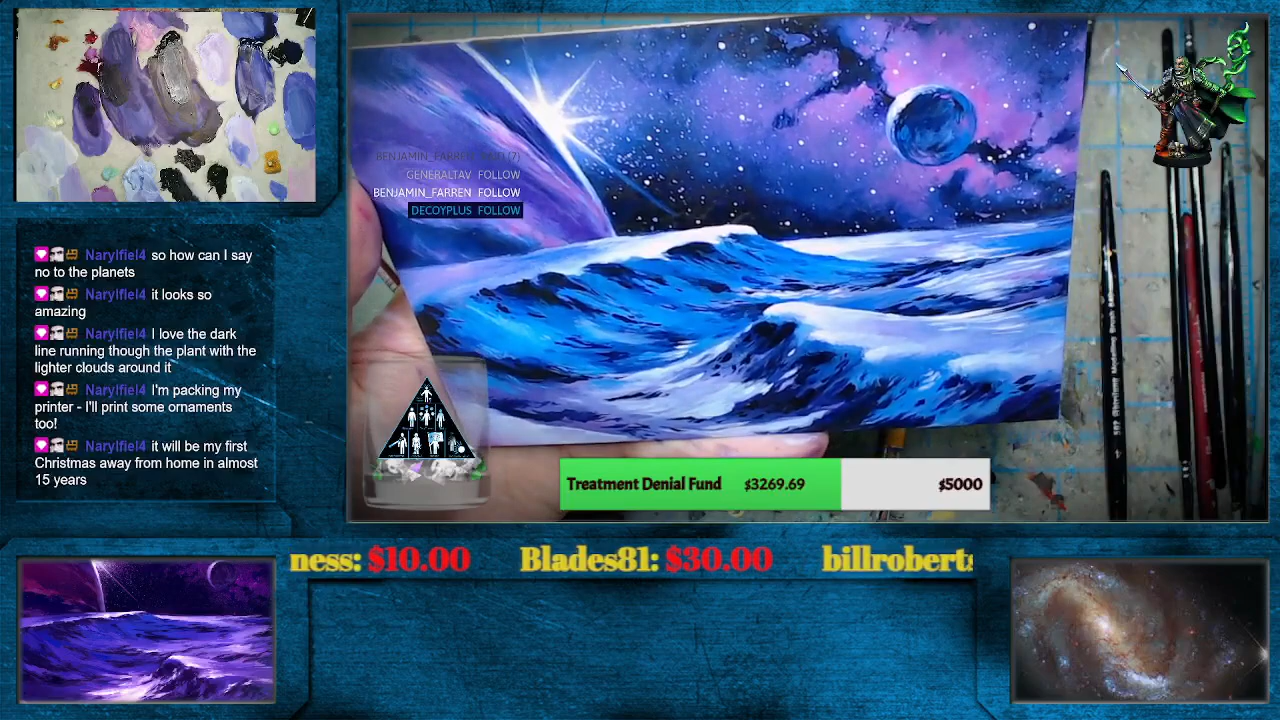 BENJAMIN_FARREN
GENERALTAV FOLLOW
BENJAMIN_FARREN FOLLOW
DECOYPLUS FOLLOW
Narylfiel4 so how can I say
no to the planets
Narylfiel4 it looks so
amazing
Narylfiel4 I love the dark
line running though the plant with the
lighter clouds around it
Narylfiel4 I'm packing my
printer - I'll print some ornaments
too!
Narylfiel4 it will be my first
Christmas away from home in almost
15 years
Treatment Denial Fund $3269.69 $5000
ness: $10.00 Blades81: $30.00 billroberts